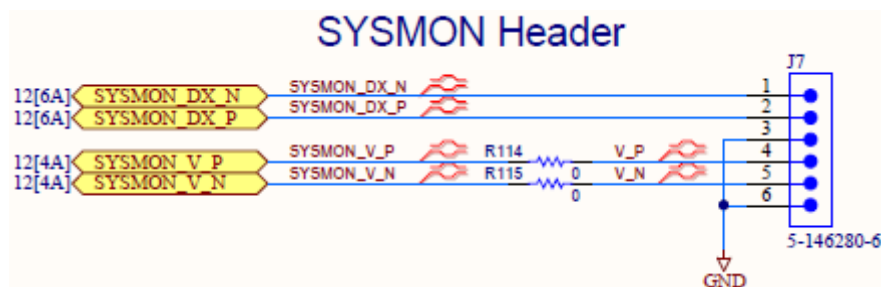 SYSMON Header
J7
12[6A] SYSMON_DX_N SYSMON_DX_N 1
12[6A] SYSMON_DX_P SYSMON_DX_P 2
3
12[4A] SYSMON_V_P SYSMON_V_P R114 0 V_P 4
12[4A] SYSMON_V_N SYSMON_V_N R115 0 V_N 5
6
5-146280-6
GND